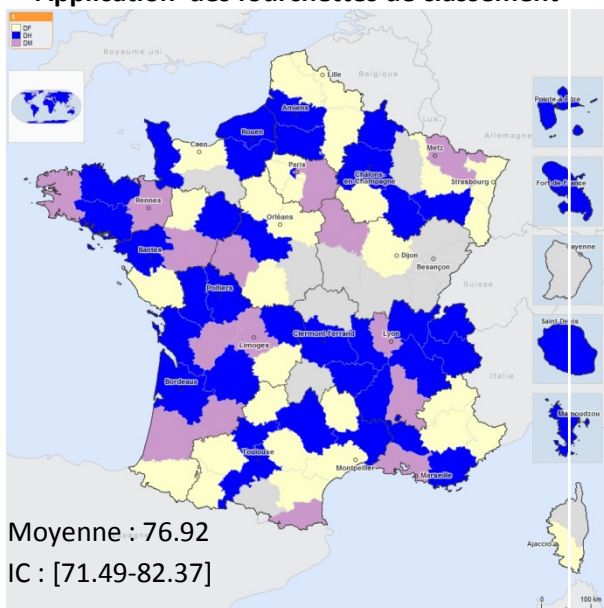 Application des fourchettes de classement
1
DF
DH
DM
Royaume uni
Lille
Belgique
Amiens
Lux.
Pointe-à-Pitre
Rouen
Allemagne
Caen
Metz
Paris
Châlons-
en-Champagne
Strasbourg
Fort-de-France
Rennes
Orléans
Nantes
Dijon
Besançon
Cayenne
Poitiers
Suisse
Saint-Denis
Clermont-Ferrand
Lyon
Limoges
Italie
Bordeaux
Mamoudzou
Toulouse
Montpellier
Marseille
Moyenne : 76.92
IC : [71.49-82.37]
Ajaccio
0 100 km